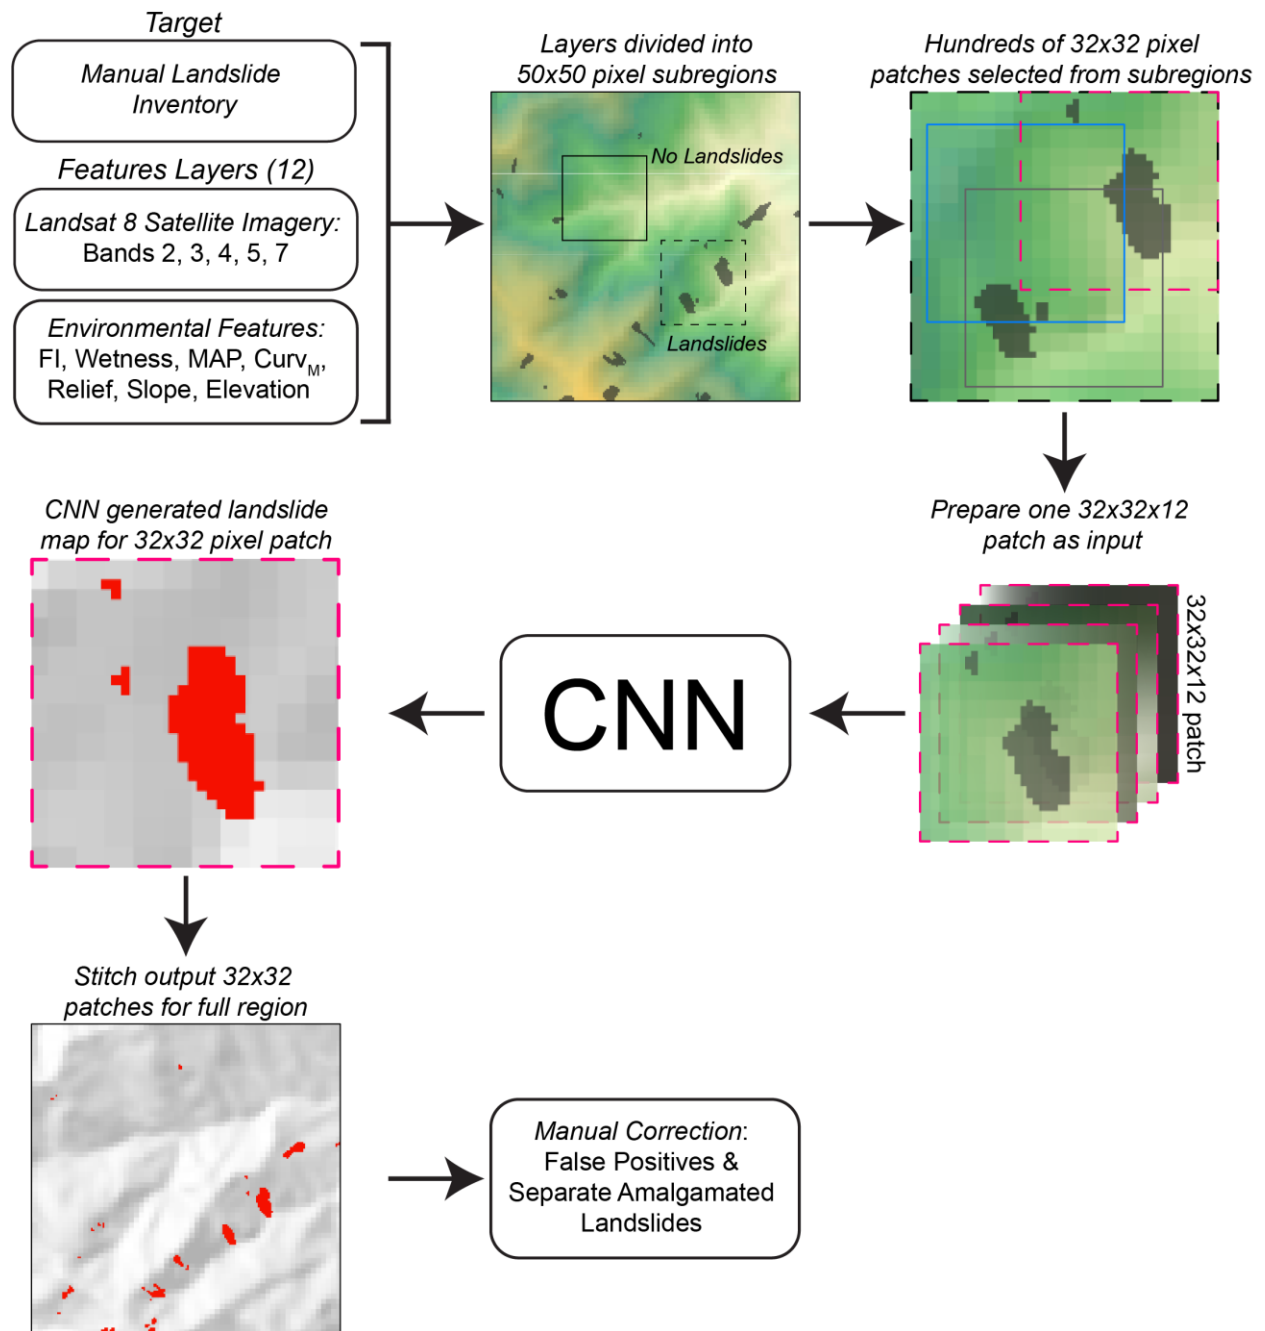 Target
Manual Landslide
Inventory
Features Layers (12)
Landsat 8 Satellite Imagery:
Bands 2, 3, 4, 5, 7
Environmental Features:
FI, Wetness, MAP, Curv_M,
Relief, Slope, Elevation
Layers divided into
50x50 pixel subregions
No Landslides
Landslides
Hundreds of 32x32 pixel
patches selected from subregions
Prepare one 32x32x12
patch as input
32x32x12 patch
CNN
CNN generated landslide
map for 32x32 pixel patch
Stitch output 32x32
patches for full region
Manual Correction:
False Positives &
Separate Amalgamated
Landslides